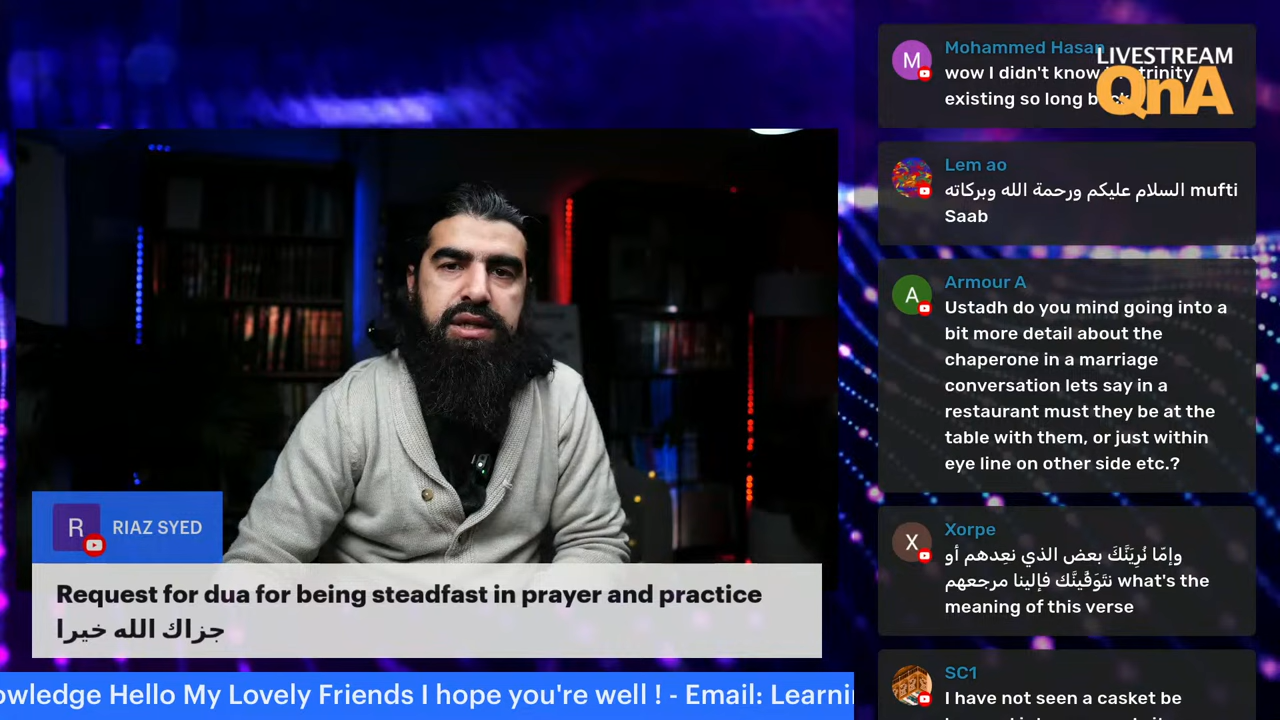 RIAZ SYED
Request for dua for being steadfast in prayer and practice
جزاك الله خيرا
owledge Hello My Lovely Friends I hope you're well ! - Email: Learni
LIVESTREAM
QnA
Mohammed Hasan
wow I didn't know trinity
existing so long
Lem ao
السلام عليكم ورحمة الله وبركاته mufti
Saab
Armour A
Ustadh do you mind going into a
bit more detail about the
chaperone in a marriage
conversation lets say in a
restaurant must they be at the
table with them, or just within
eye line on other side etc.?
Xorpe
وإمّا نُرِيَنَّكَ بعض الذي نعِدهم أو
نتَوَفّينَّك فإلينا مرجعهم what's the
meaning of this verse
SC1
I have not seen a casket be